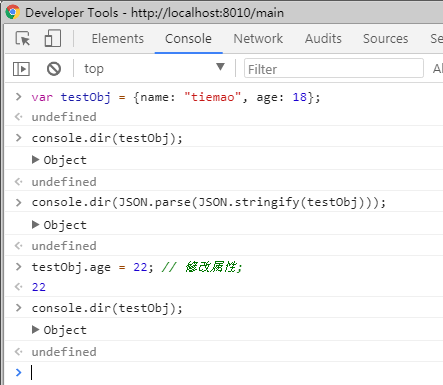 Developer Tools - http://localhost:8010/main
Elements Console Network Audits Sources
top Filter
> var testObj = {name: "tiemao", age: 18};
undefined
> console.dir(testObj);
▶ Object
undefined
> console.dir(JSON.parse(JSON.stringify(testObj)));
▶ Object
undefined
> testObj.age = 22; // 修改属性;
22
> console.dir(testObj);
▶ Object
undefined
>